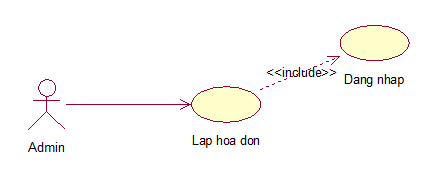 <<include>>
Dang nhap
Admin
Lap hoa don